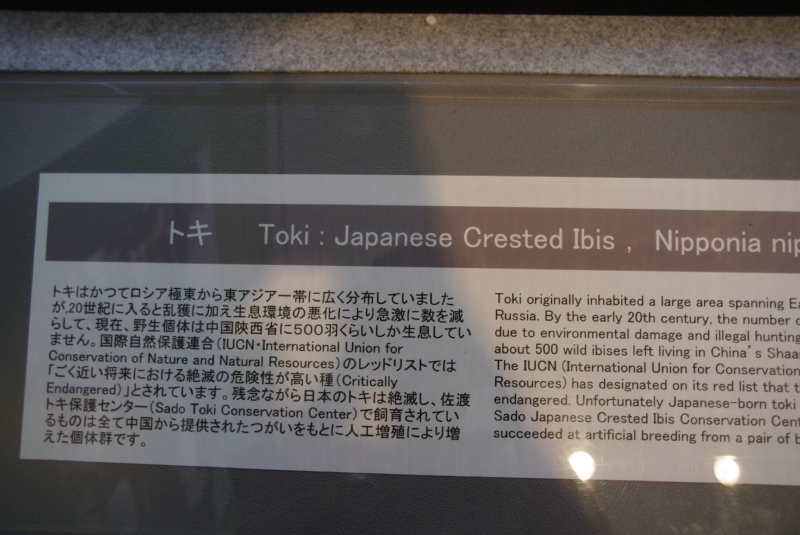 トキ Toki : Japanese Crested Ibis , Nipponia nip
トキはかつてロシア極東から東アジア一帯に広く分布していました
が,20世紀に入ると乱獲に加え生息環境の悪化により急激に数を減
らして、現在、野生個体は中国陝西省に500羽くらいしか生息してい
ません。国際自然保護連合(IUCN・International Union for
Conservation of Nature and Natural Resources)のレッドリストでは
「ごく近い将来における絶滅の危険性が高い種(Critically
Endangered)」とされています。残念ながら日本のトキは絶滅し、佐渡
トキ保護センター(Sado Toki Conservation Center)で飼育されてい
るものは全て中国から提供されたつがいをもとに人工増殖により増
えた個体群です。
Toki originally inhabited a large area spanning Ea
Russia. By the early 20th century, the number o
due to environmental damage and illegal hunting
about 500 wild ibises left living in China's Shaa
The IUCN (International Union for Conservation
Resources) has designated on its red list that t
endangered. Unfortunately Japanese-born toki
Sado Japanese Crested Ibis Conservation Cent
succeeded at artificial breeding from a pair of b